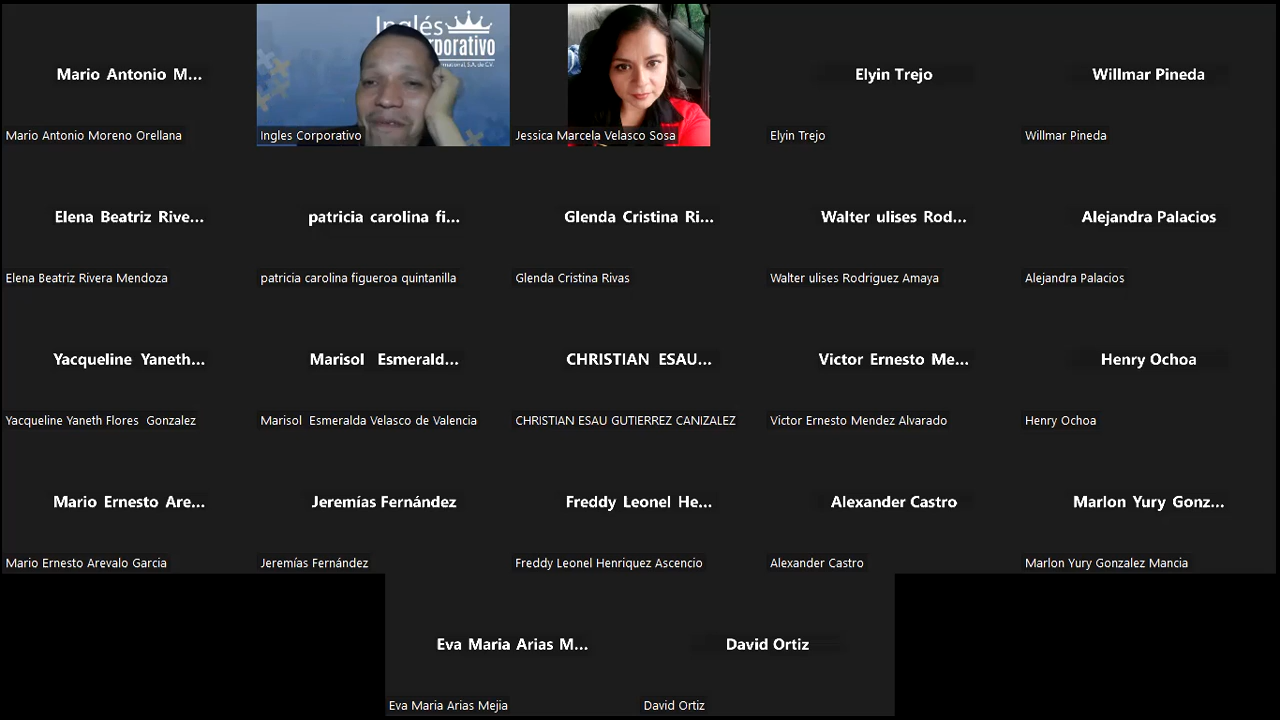 Mario Antonio M...
Mario Antonio Moreno Orellana
Inglés
porativo
Ingles Corporativo
Jessica Marcela Velasco Sosa
Elyin Trejo
Elyin Trejo
Willmar Pineda
Willmar Pineda
Elena Beatriz Rive...
Elena Beatriz Rivera Mendoza
patricia carolina fi...
patricia carolina figueroa quintanilla
Glenda Cristina Ri...
Glenda Cristina Rivas
Walter ulises Rod...
Walter ulises Rodriguez Amaya
Alejandra Palacios
Alejandra Palacios
Yacqueline Yaneth...
Yacqueline Yaneth Flores  Gonzalez
Marisol  Esmerald...
Marisol  Esmeralda Velasco de Valencia
CHRISTIAN ESAU...
CHRISTIAN ESAU GUTIERREZ CANIZALEZ
Victor Ernesto Me...
Victor Ernesto Mendez Alvarado
Henry Ochoa
Henry Ochoa
Mario Ernesto Are...
Mario Ernesto Arevalo Garcia
Jeremías Fernández
Jeremías Fernández
Freddy Leonel He...
Freddy Leonel Henriquez Ascencio
Alexander Castro
Alexander Castro
Marlon Yury Gonz...
Marlon Yury Gonzalez Mancia
Eva Maria Arias M...
Eva Maria Arias Mejia
David Ortiz
David Ortiz